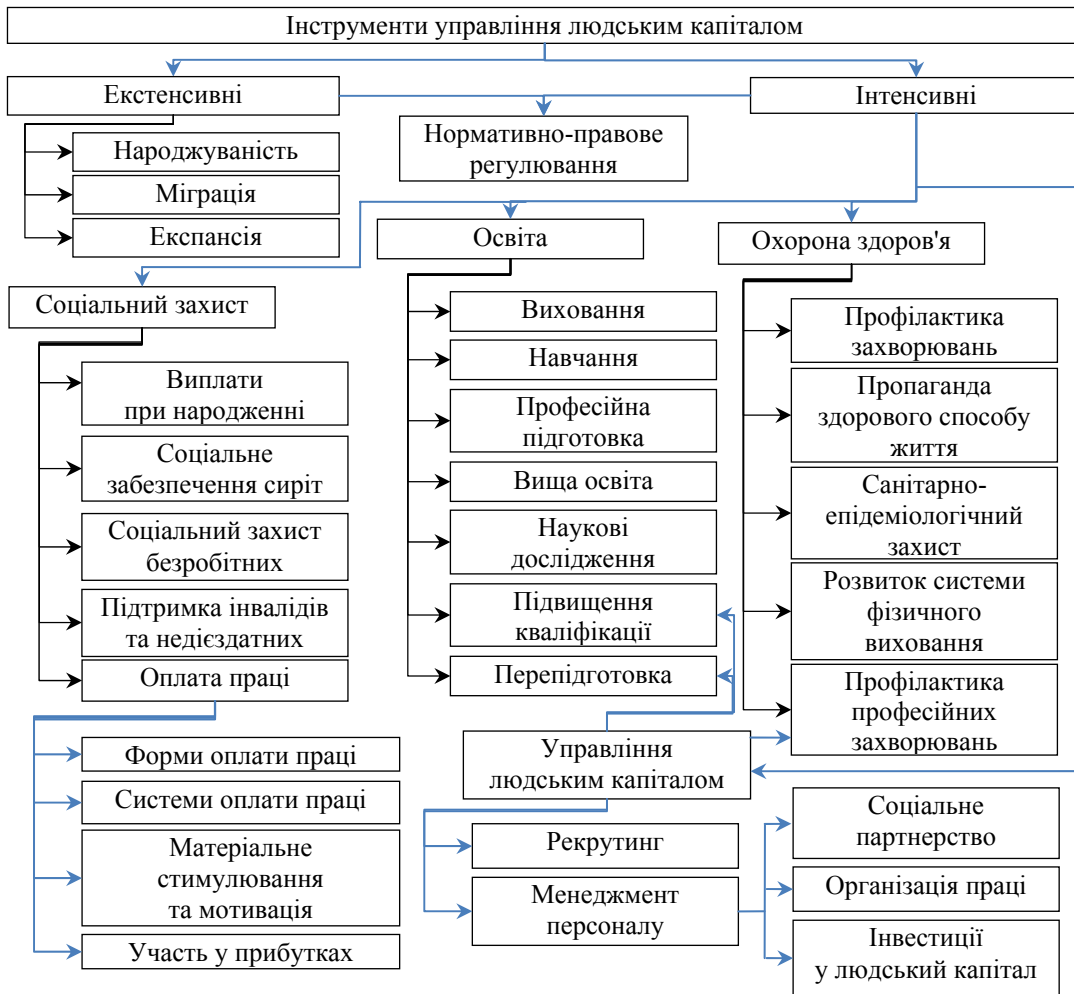 Інструменти управління людським капіталом
Екстенсивні
Інтенсивні
Нормативно-правове
регулювання
Народжуваність
Міграція
Експансія
Освіта
Охорона здоров'я
Соціальний захист
Виплати
при народженні
Соціальне
забезпечення сиріт
Соціальний захист
безробітних
Підтримка інвалідів
та недієздатних
Оплата праці
Форми оплати праці
Системи оплати праці
Матеріальне
стимулювання
та мотивація
Участь у прибутках
Виховання
Навчання
Професійна
підготовка
Вища освіта
Наукові
дослідження
Підвищення
кваліфікації
Перепідготовка
Управління
людським капіталом
Рекрутинг
Менеджмент
персоналу
Профілактика
захворювань
Пропаганда
здорового способу
життя
Санітарно-
епідеміологічний
захист
Розвиток системи
фізичного
виховання
Профілактика
професійних
захворювань
Соціальне
партнерство
Організація праці
Інвестиції
у людський капітал